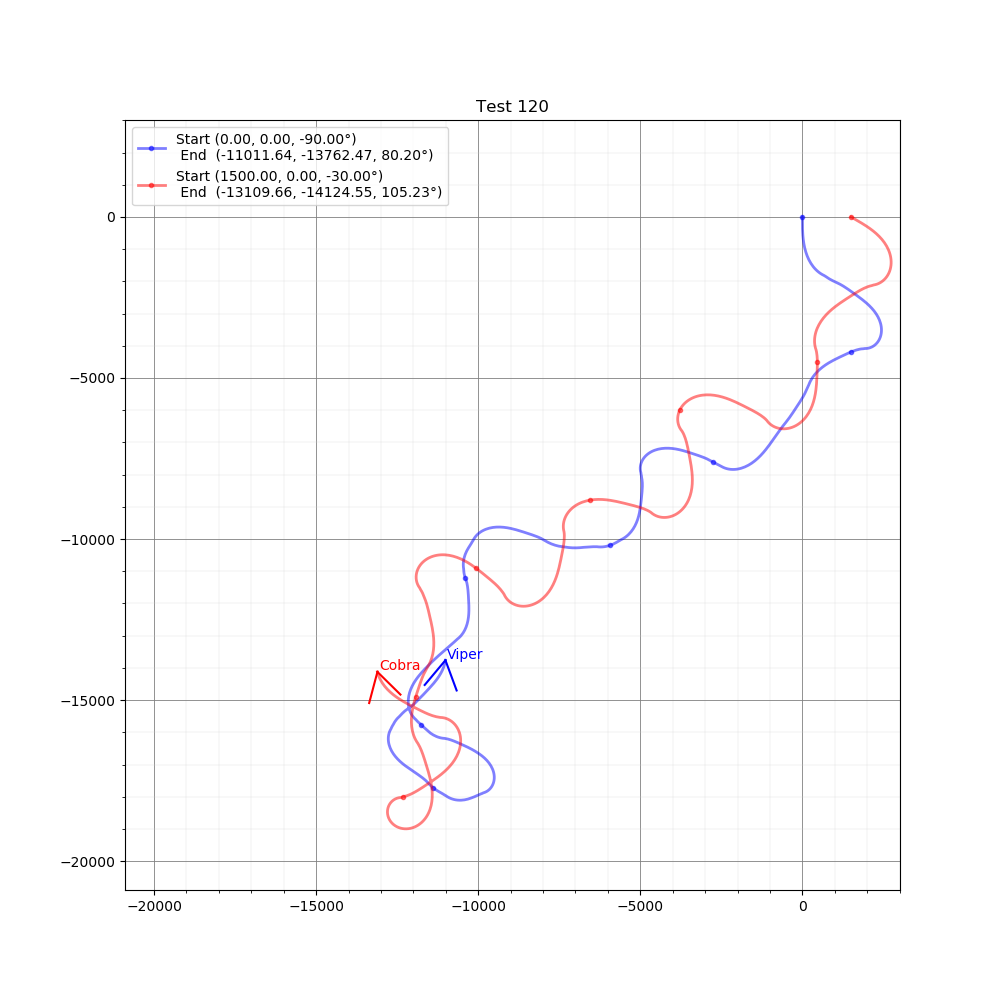 Test 120
Start (0.00, 0.00, -90.00°)
End  (-11011.64, -13762.47, 80.20°)
Start (1500.00, 0.00, -30.00°)
End  (-13109.66, -14124.55, 105.23°)
0
−5000
−10000
−15000
−20000
Viper
Cobra
−20000
−15000
−10000
−5000
0